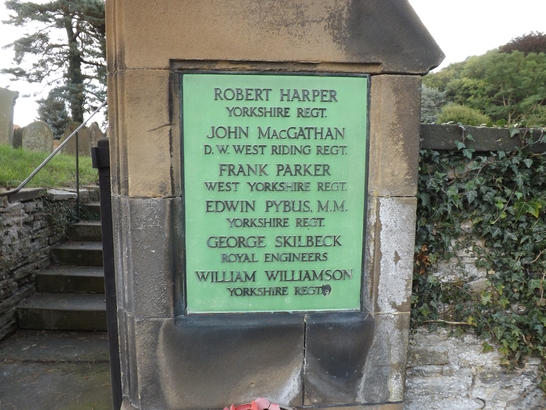 ROBERT HARPER
YORKSHIRE REGT.
JOHN MACGATHAN
D.W. WEST RIDING REGT.
FRANK PARKER
WEST YORKSHIRE REGT.
EDWIN PYBUS, M.M.
YORKSHIRE REGT.
GEORGE SKILBECK
ROYAL ENGINEERS
WILLIAM WILLIAMSON
YORKSHIRE REGT.